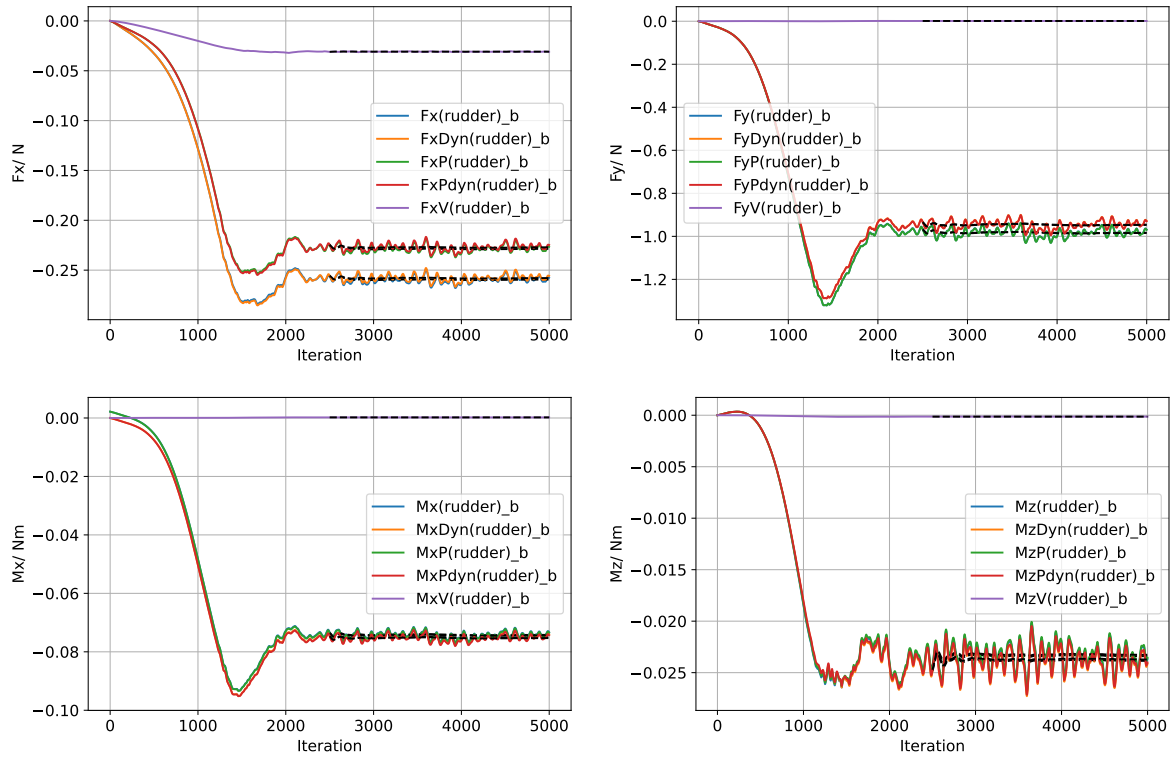 0.00
−0.05
−0.10
−0.15
−0.20
−0.25
Fx/ N
Fx(rudder)_b
FxDyn(rudder)_b
FxP(rudder)_b
FxPdyn(rudder)_b
FxV(rudder)_b
0 1000 2000 3000 4000 5000
Iteration
0.0
−0.2
−0.4
−0.6
−0.8
−1.0
−1.2
Fy/ N
Fy(rudder)_b
FyDyn(rudder)_b
FyP(rudder)_b
FyPdyn(rudder)_b
FyV(rudder)_b
0 1000 2000 3000 4000 5000
Iteration
0.00
−0.02
−0.04
−0.06
−0.08
−0.10
Mx/ Nm
Mx(rudder)_b
MxDyn(rudder)_b
MxP(rudder)_b
MxPdyn(rudder)_b
MxV(rudder)_b
0 1000 2000 3000 4000 5000
Iteration
0.000
−0.005
−0.010
−0.015
−0.020
−0.025
Mz/ Nm
Mz(rudder)_b
MzDyn(rudder)_b
MzP(rudder)_b
MzPdyn(rudder)_b
MzV(rudder)_b
0 1000 2000 3000 4000 5000
Iteration